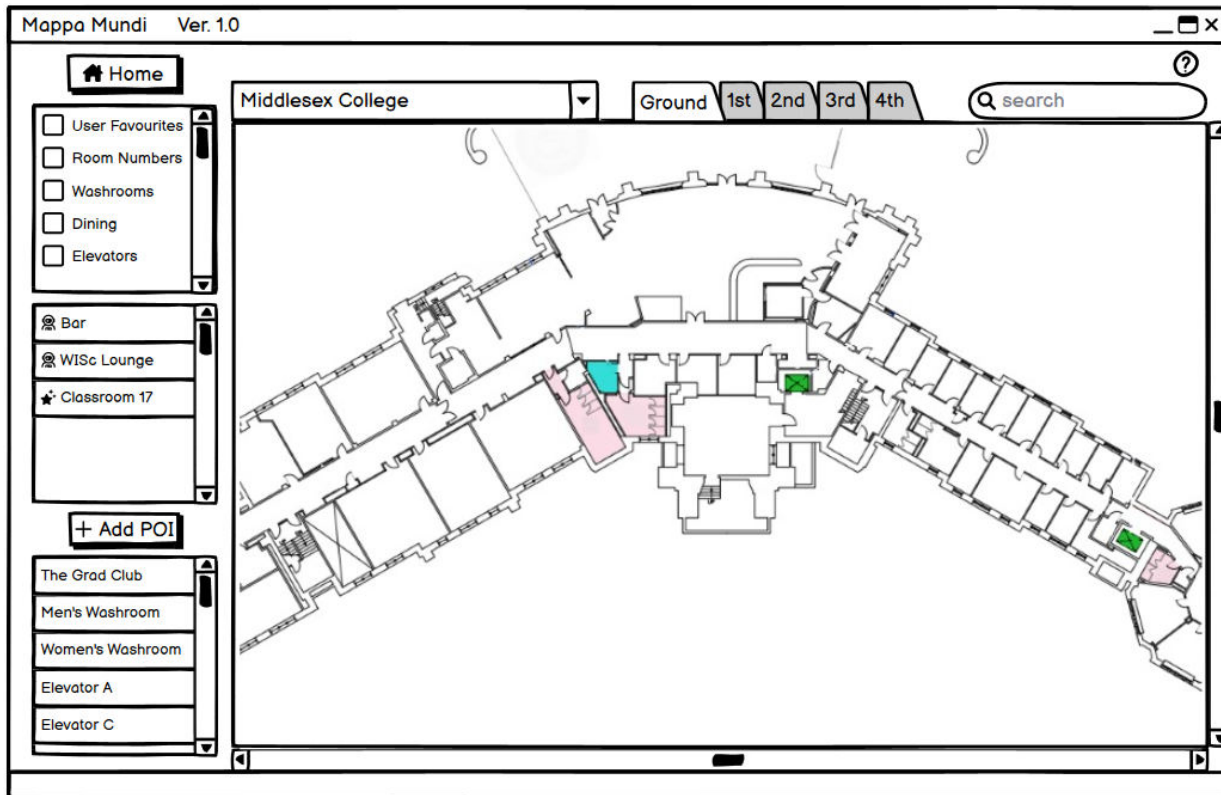 Mappa Mundi Ver. 1.0
Home
Middlesex College
Ground 1st 2nd 3rd 4th
search
User Favourites
Room Numbers
Washrooms
Dining
Elevators
Bar
WISc Lounge
Classroom 17
+ Add POI
The Grad Club
Men's Washroom
Women's Washroom
Elevator A
Elevator C